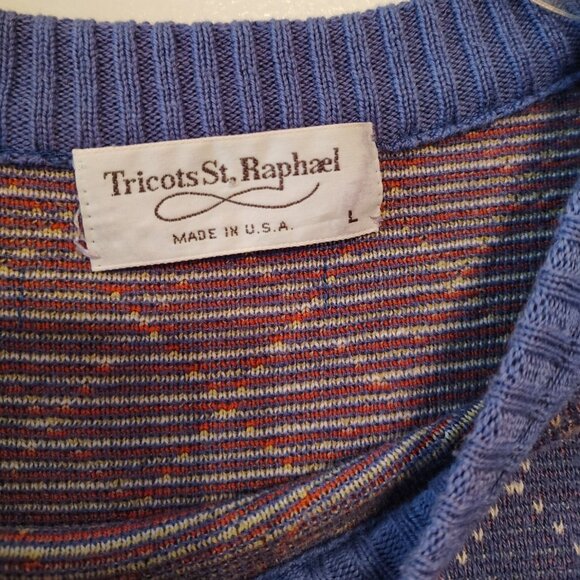 Tricots St. Raphael
MADE IN U.S.A.
L